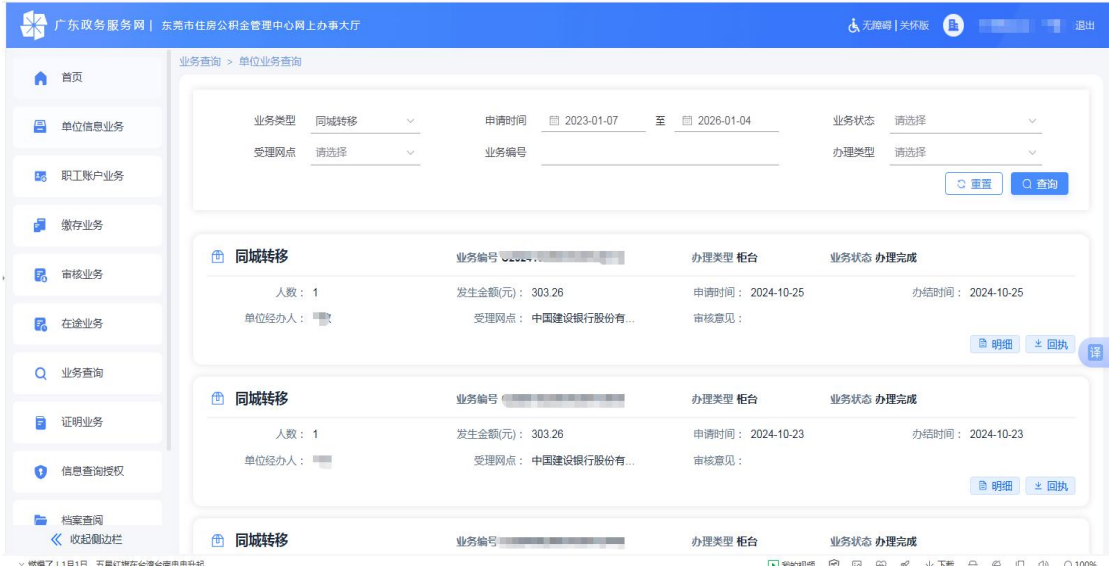 广东政务服务网 | 东莞市住房公积金管理中心网上办事大厅
无障碍 | 关怀版
退出
首页
单位信息业务
职工账户业务
缴存业务
审核业务
在途业务
业务查询
证明业务
信息查询授权
档案查阅
收起侧边栏
业务查询 > 单位业务查询
业务类型 同城转移 申请时间 2023-01-07 至 2026-01-04 业务状态 请选择
受理网点 请选择 业务编号 办理类型 请选择
重置 查询
同城转移 业务编号 办理类型 柜台 业务状态 办理完成
人数： 1 发生金额(元)： 303.26 申请时间： 2024-10-25 办结时间： 2024-10-25
单位经办人： 受理网点： 中国建设银行股份有... 审核意见：
明细 回执
译
同城转移 业务编号 办理类型 柜台 业务状态 办理完成
人数： 1 发生金额(元)： 303.26 申请时间： 2024-10-23 办结时间： 2024-10-23
单位经办人： 受理网点： 中国建设银行股份有... 审核意见：
明细 回执
同城转移 业务编号 办理类型 柜台 业务状态 办理完成
我的视频 下载 100%